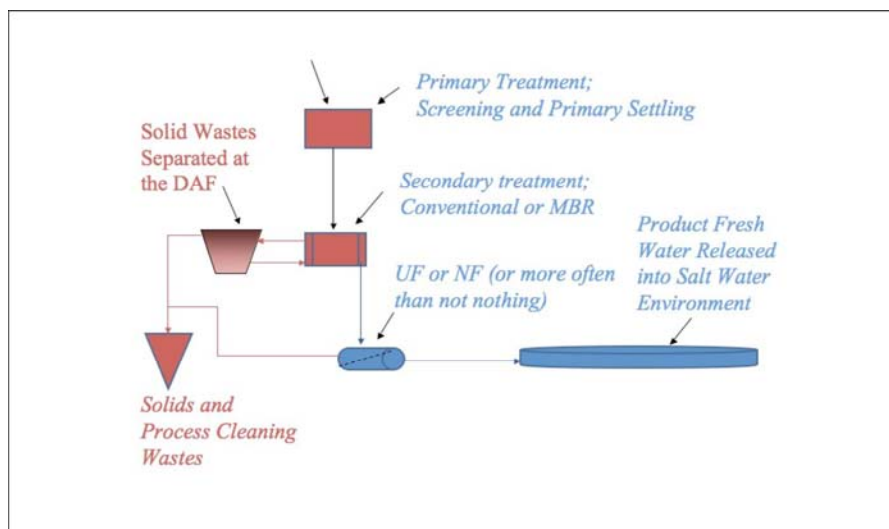 Primary Treatment;
Screening and Primary Settling
Solid Wastes
Separated at
the DAF
Secondary treatment;
Conventional or MBR
Product Fresh
Water Released
into Salt Water
Environment
UF or NF (or more often
than not nothing)
Solids and
Process Cleaning
Wastes